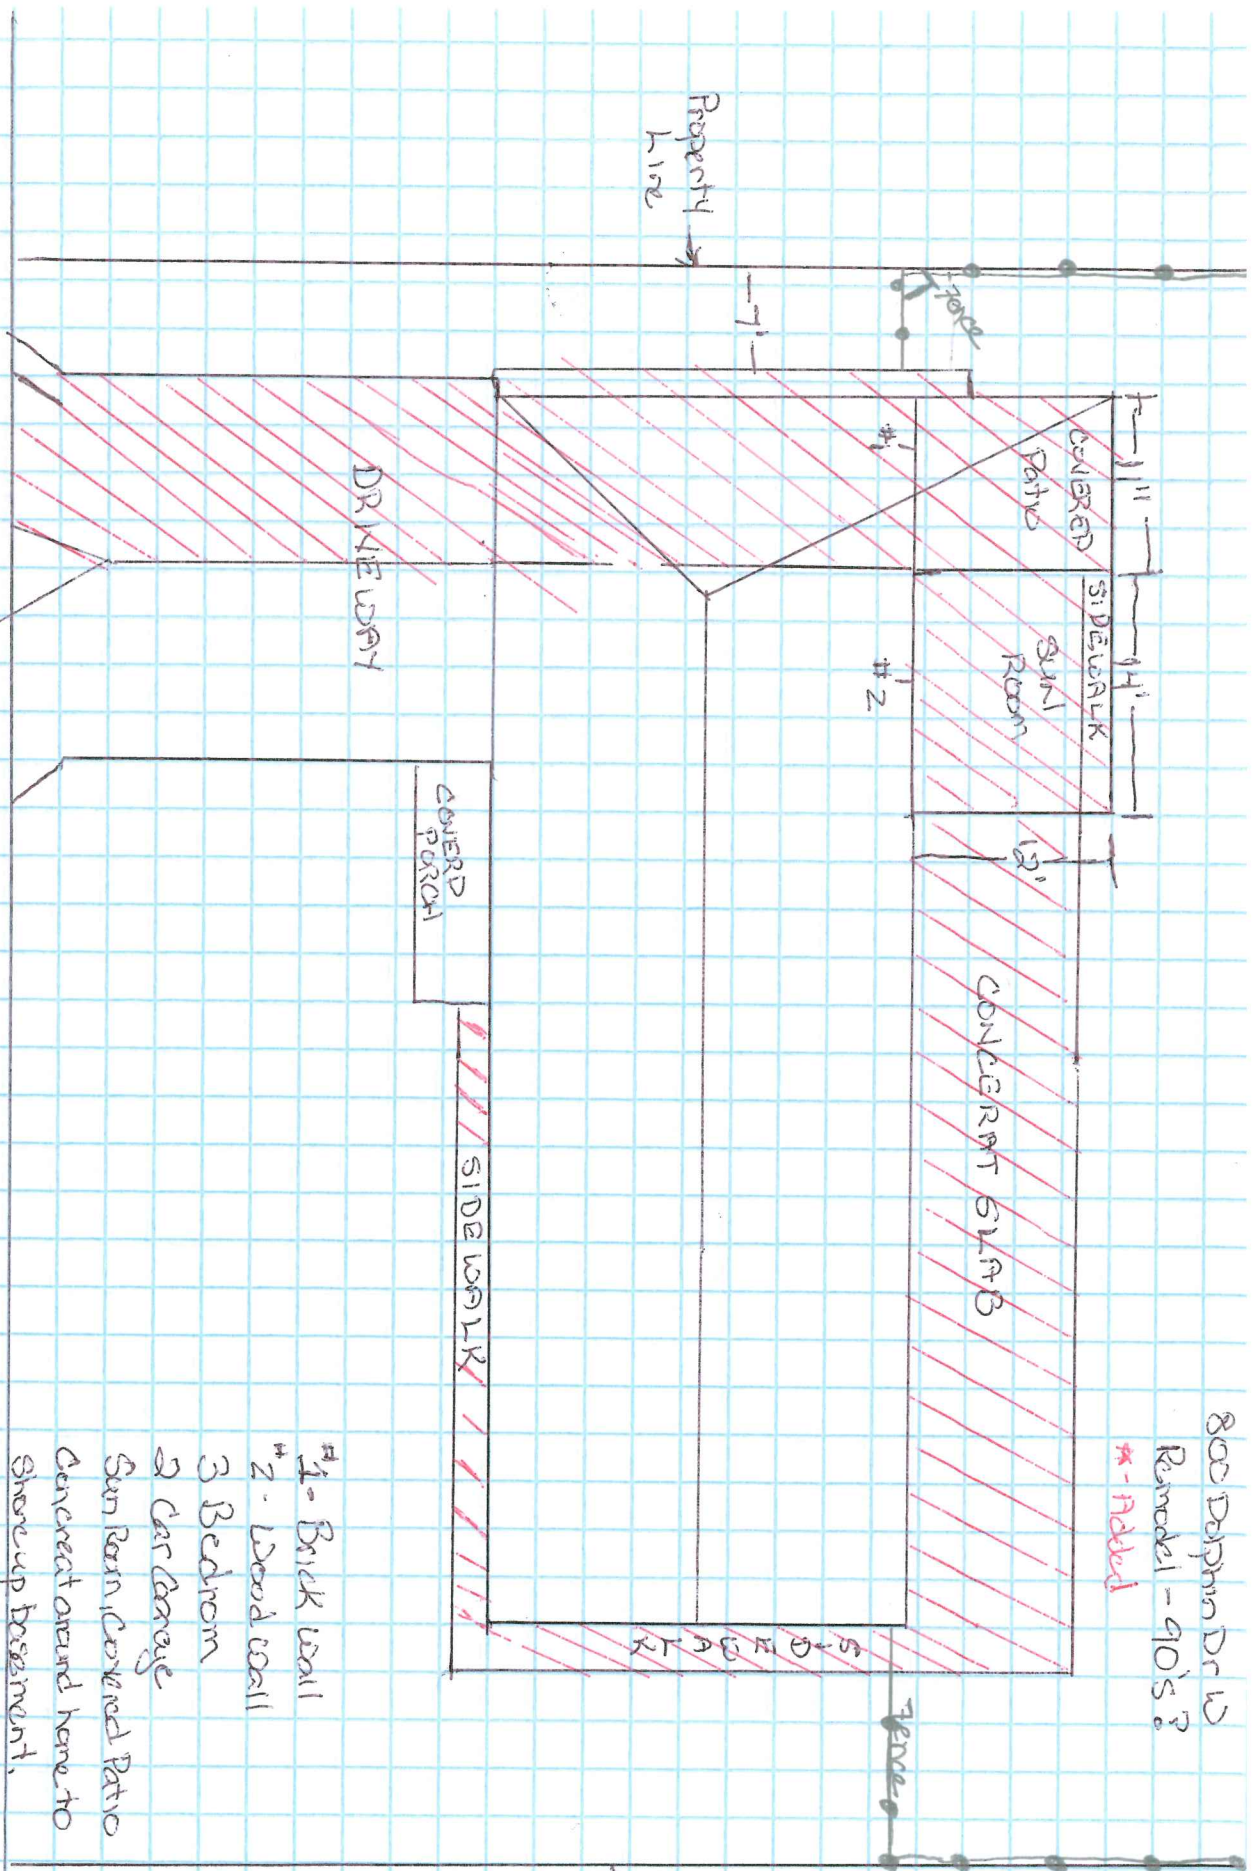 800 Dolphin Dr W
Remodel - 90's?
* - Added
11"
14'
COVERED
Patio
SIDEWALK
SUN
ROOM
12'
CONCERAT SLAB
Fence
Fence
Property
Line
-7'-
#1
#2
DRIVEWAY
COVERD
PORCH
SIDEWALK
SIDEWALK
#1- Brick Wall
#2- Wood wall
3 Bedrom
2 Car Garage
Sun Room, Covered Patio
Concreat around home to
Shore up basement.